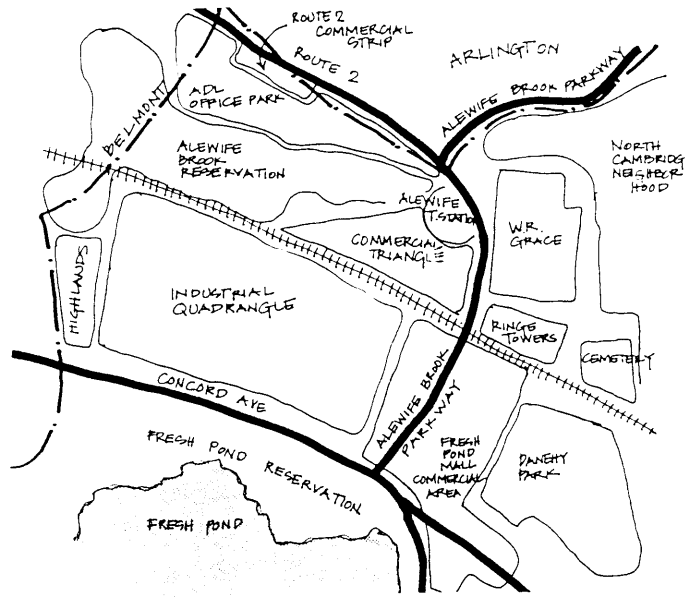 ROUTE 2
COMMERCIAL
STRIP
ROUTE 2
ARLINGTON
ALEWIFE BROOK PARKWAY
ADL
OFFICE PARK
BELMONT
ALEWIFE
BROOK
RESERVATION
NORTH
CAMBRIDG
NEIGHBOR
HOOD
ALEWIFE
T. STATION
W.R.
GRACE
COMMERCIAL
TRIANGLE
HIGHLANDS
INDUSTRIAL
QUADRANGLE
RINGE
TOWERS
CEMETERY
CONCORD AVE
ALEWIFE BROOK
PARKWAY
FRESH POND RESERVATION
FRESH
POND
MALL
COMMERCIAL
AREA
DANEHY
PARK
FRESH POND